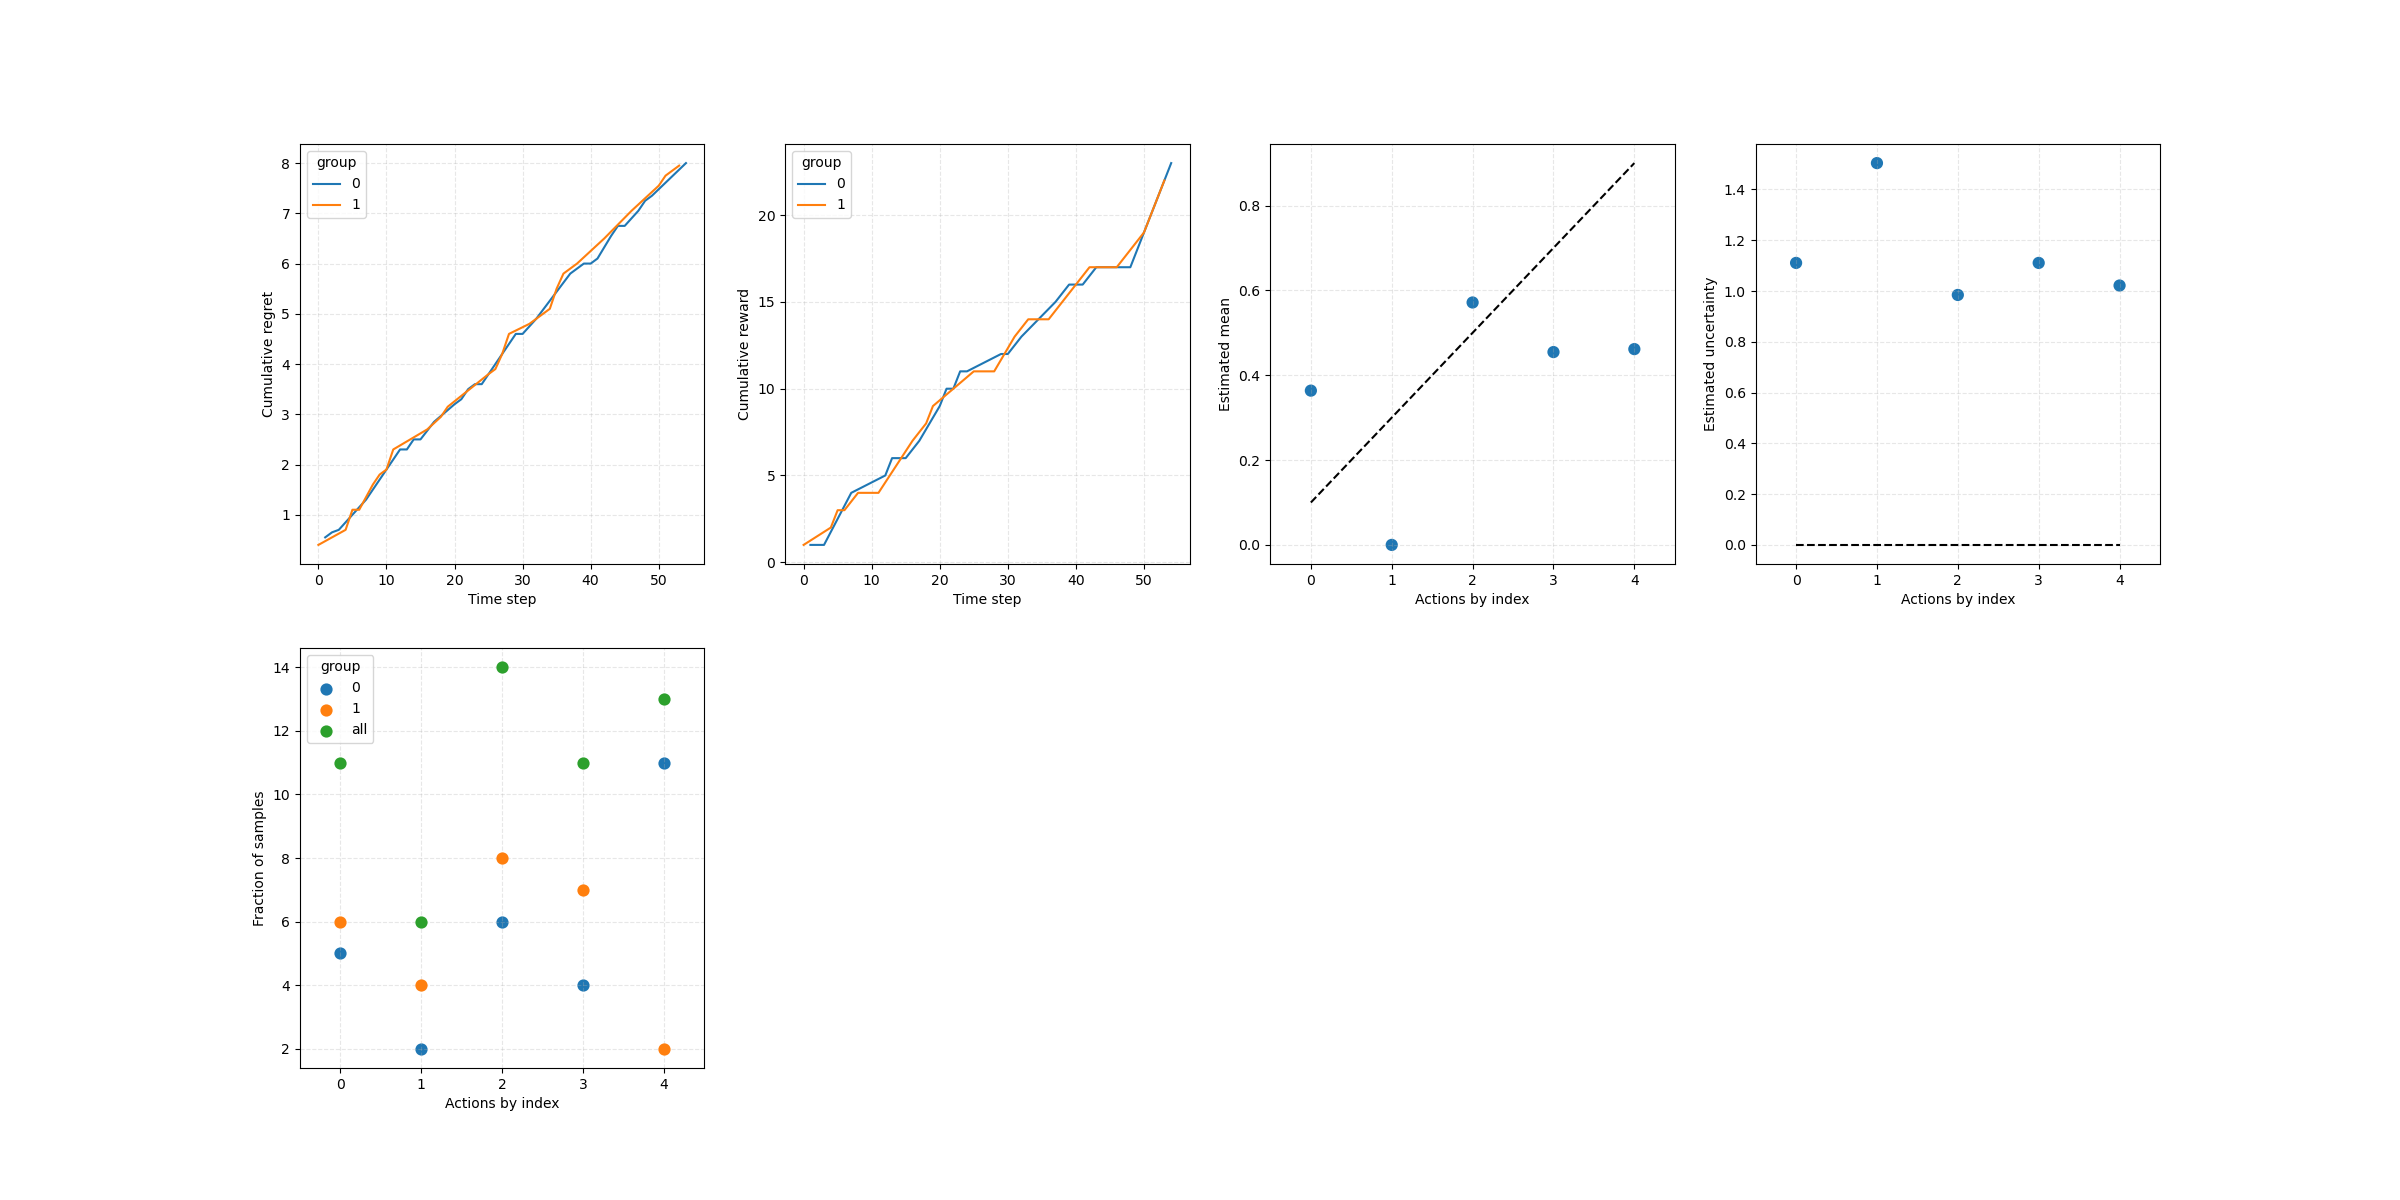 group
0
1
Cumulative regret
8
7
6
5
4
3
2
1
0 10 20 30 40 50
Time step
group
0
1
Cumulative reward
20
15
10
5
0
0 10 20 30 40 50
Time step
Estimated mean
0.8
0.6
0.4
0.2
0.0
0 1 2 3 4
Actions by index
Estimated uncertainty
1.4
1.2
1.0
0.8
0.6
0.4
0.2
0.0
0 1 2 3 4
Actions by index
group
0
1
all
Fraction of samples
14
12
10
8
6
4
2
0 1 2 3 4
Actions by index